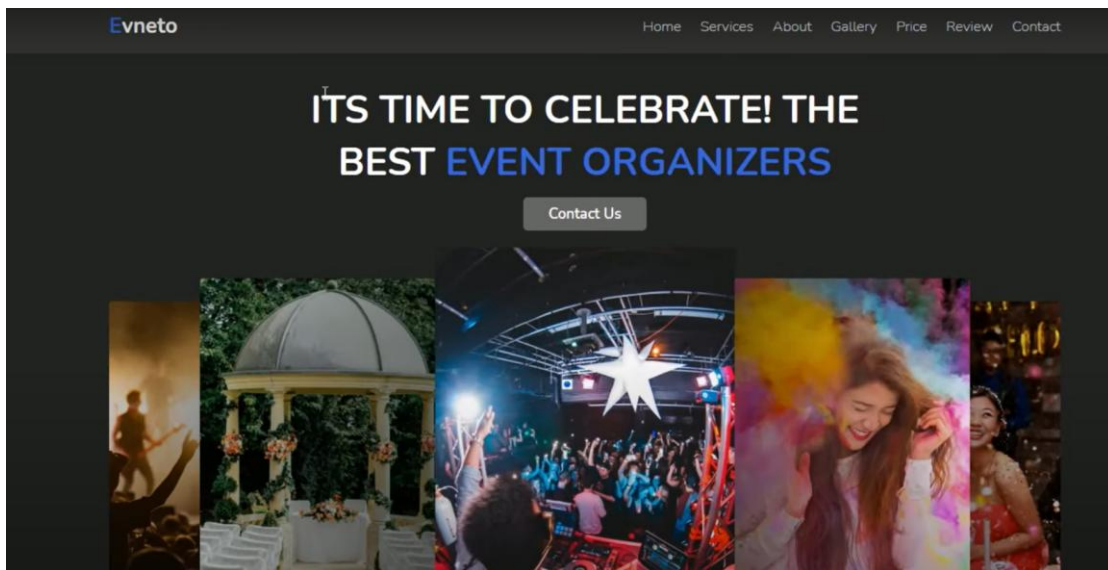 Evneto
Home Services About Gallery Price Review Contact
ITS TIME TO CELEBRATE! THE
BEST EVENT ORGANIZERS
Contact Us